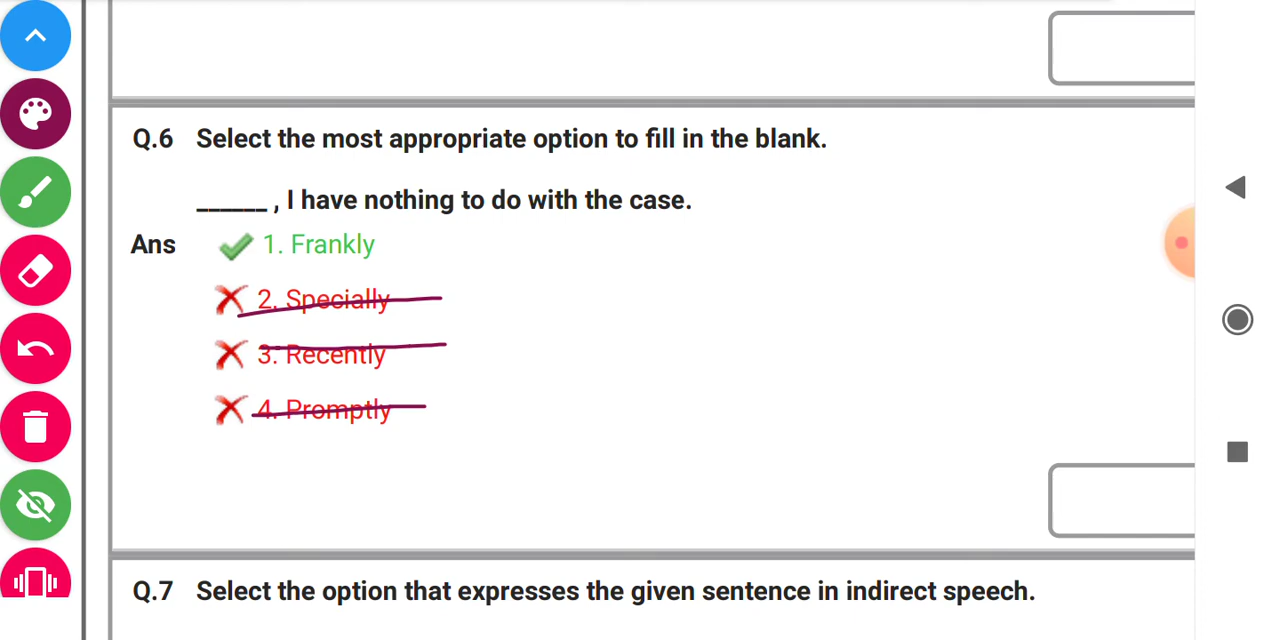 Q.6 Select the most appropriate option to fill in the blank.
______ , I have nothing to do with the case.
Ans 1. Frankly
2. Specially
3. Recently
4. Promptly
Q.7 Select the option that expresses the given sentence in indirect speech.